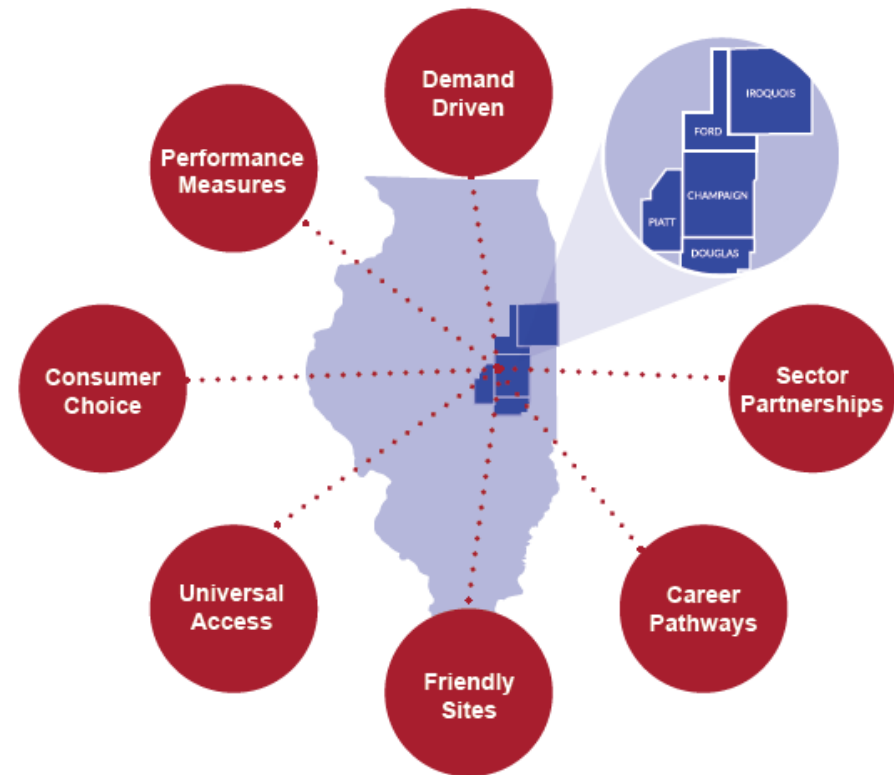 Demand
Driven
Performance
Measures
IROQUOIS
FORD
CHAMPAIGN
PIATT
DOUGLAS
Consumer
Choice
Sector
Partnerships
Universal
Access
Career
Pathways
Friendly
Sites